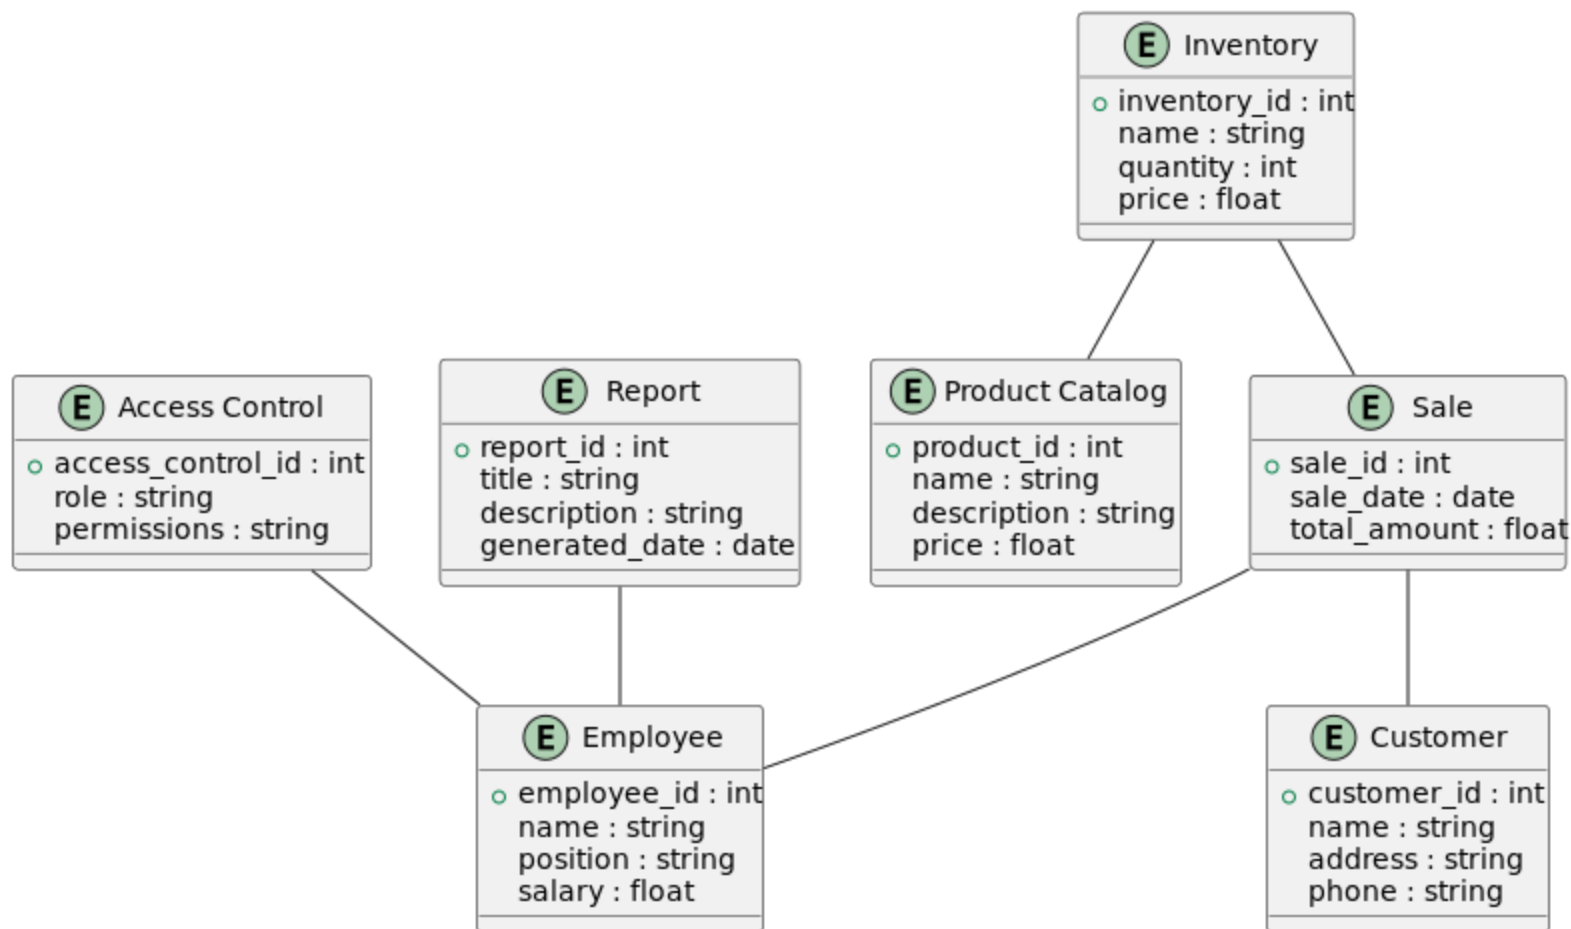 E Inventory
inventory_id : int
name : string
quantity : int
price : float
E Access Control
access_control_id : int
role : string
permissions : string
E Report
report_id : int
title : string
description : string
generated_date : date
E Product Catalog
product_id : int
name : string
description : string
price : float
E Sale
sale_id : int
sale_date : date
total_amount : float
E Employee
employee_id : int
name : string
position : string
salary : float
E Customer
customer_id : int
name : string
address : string
phone : string